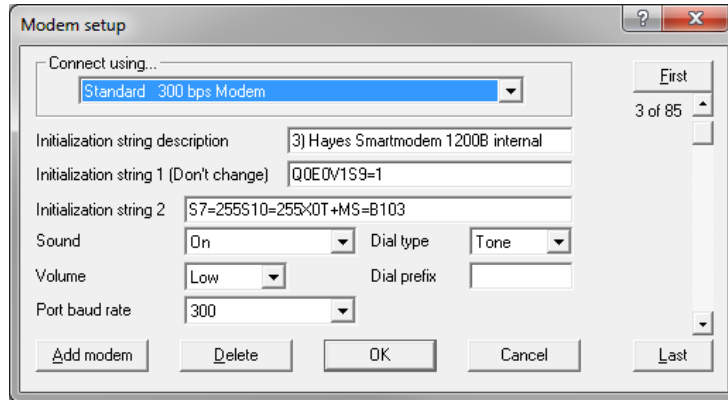 Modem setup
Connect using...
Standard   300 bps Modem
First
3 of 85
Initialization string description 3) Hayes Smartmodem 1200B internal
Initialization string 1 (Don't change) Q0E0V1S9=1
Initialization string 2 S7=255S10=255X0T+MS=B103
Sound On Dial type Tone
Volume Low Dial prefix
Port baud rate 300
Add modem Delete OK Cancel Last